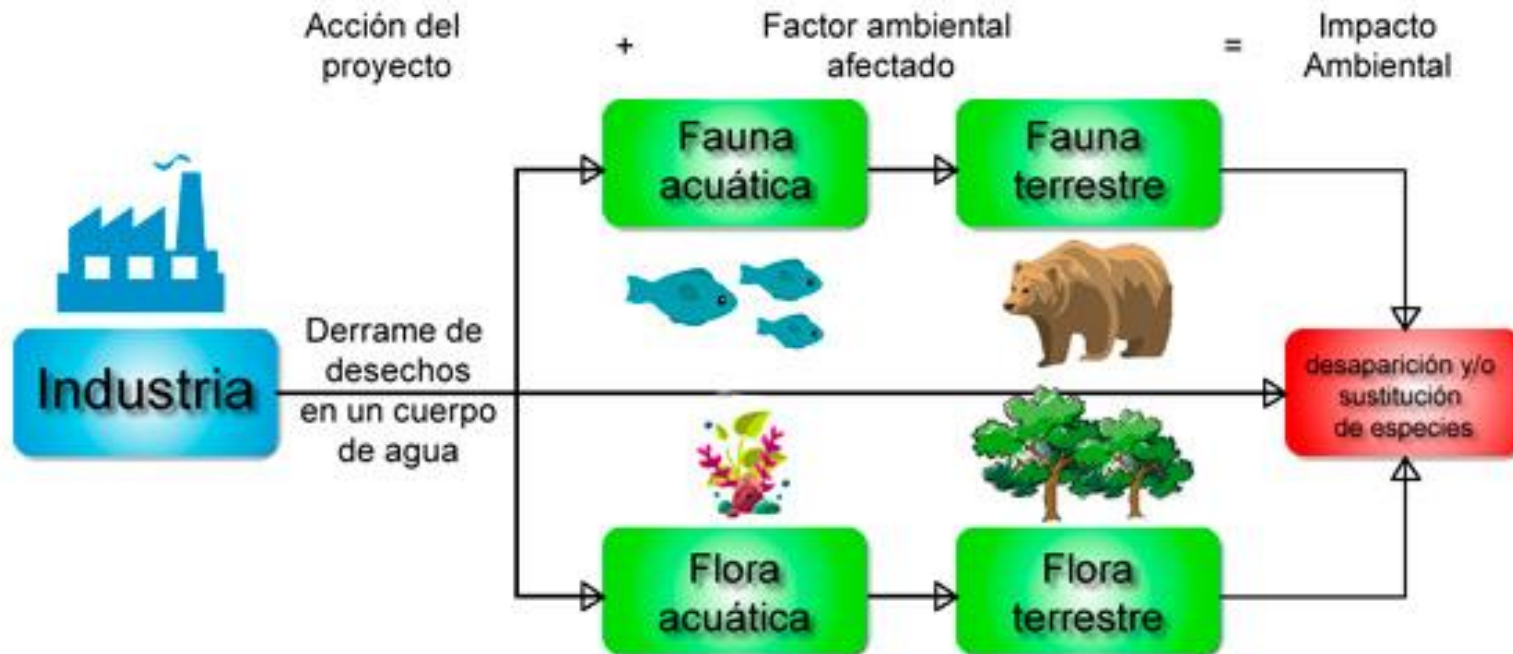 Acción del
proyecto
+
Factor ambiental
afectado
=
Impacto
Ambiental
Fauna
acuática
Fauna
terrestre
Industria
Derrame de
desechos
en un cuerpo
de agua
desaparición y/o
sustitución
de especies
Flora
acuática
Flora
terrestre